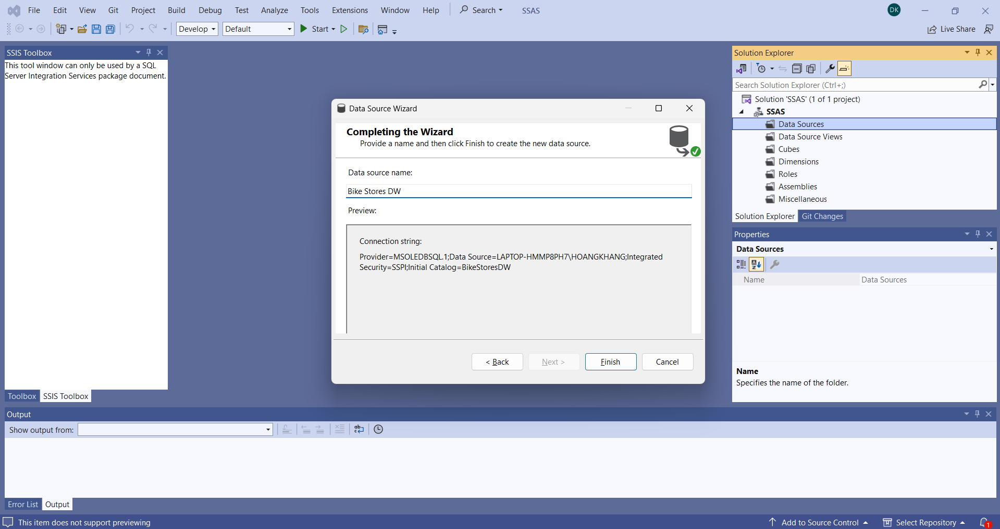 File Edit View Git Project Build Debug Test Analyze Tools Extensions Window Help Search SSAS DK
Develop Default Start Live Share
SSIS Toolbox
This tool window can only be used by a SQL
Server Integration Services package document.
Toolbox SSIS Toolbox
Data Source Wizard
Completing the Wizard
Provide a name and then click Finish to create the new data source.
Data source name:
Bike Stores DW
Preview:
Connection string:
Provider=MSOLEDBSQL.1;Data Source=LAPTOP-HMMP8PH7\HOANGKHANG;Integrated
Security=SSPI;Initial Catalog=BikeStoresDW
< Back Next > Finish Cancel
Solution Explorer
Search Solution Explorer (Ctrl+;)
Solution 'SSAS' (1 of 1 project)
SSAS
Data Sources
Data Source Views
Cubes
Dimensions
Roles
Assemblies
Miscellaneous
Solution Explorer Git Changes
Properties
Data Sources
Name Data Sources
Name
Specifies the name of the folder.
Output
Show output from:
Error List Output
This item does not support previewing Add to Source Control Select Repository 1